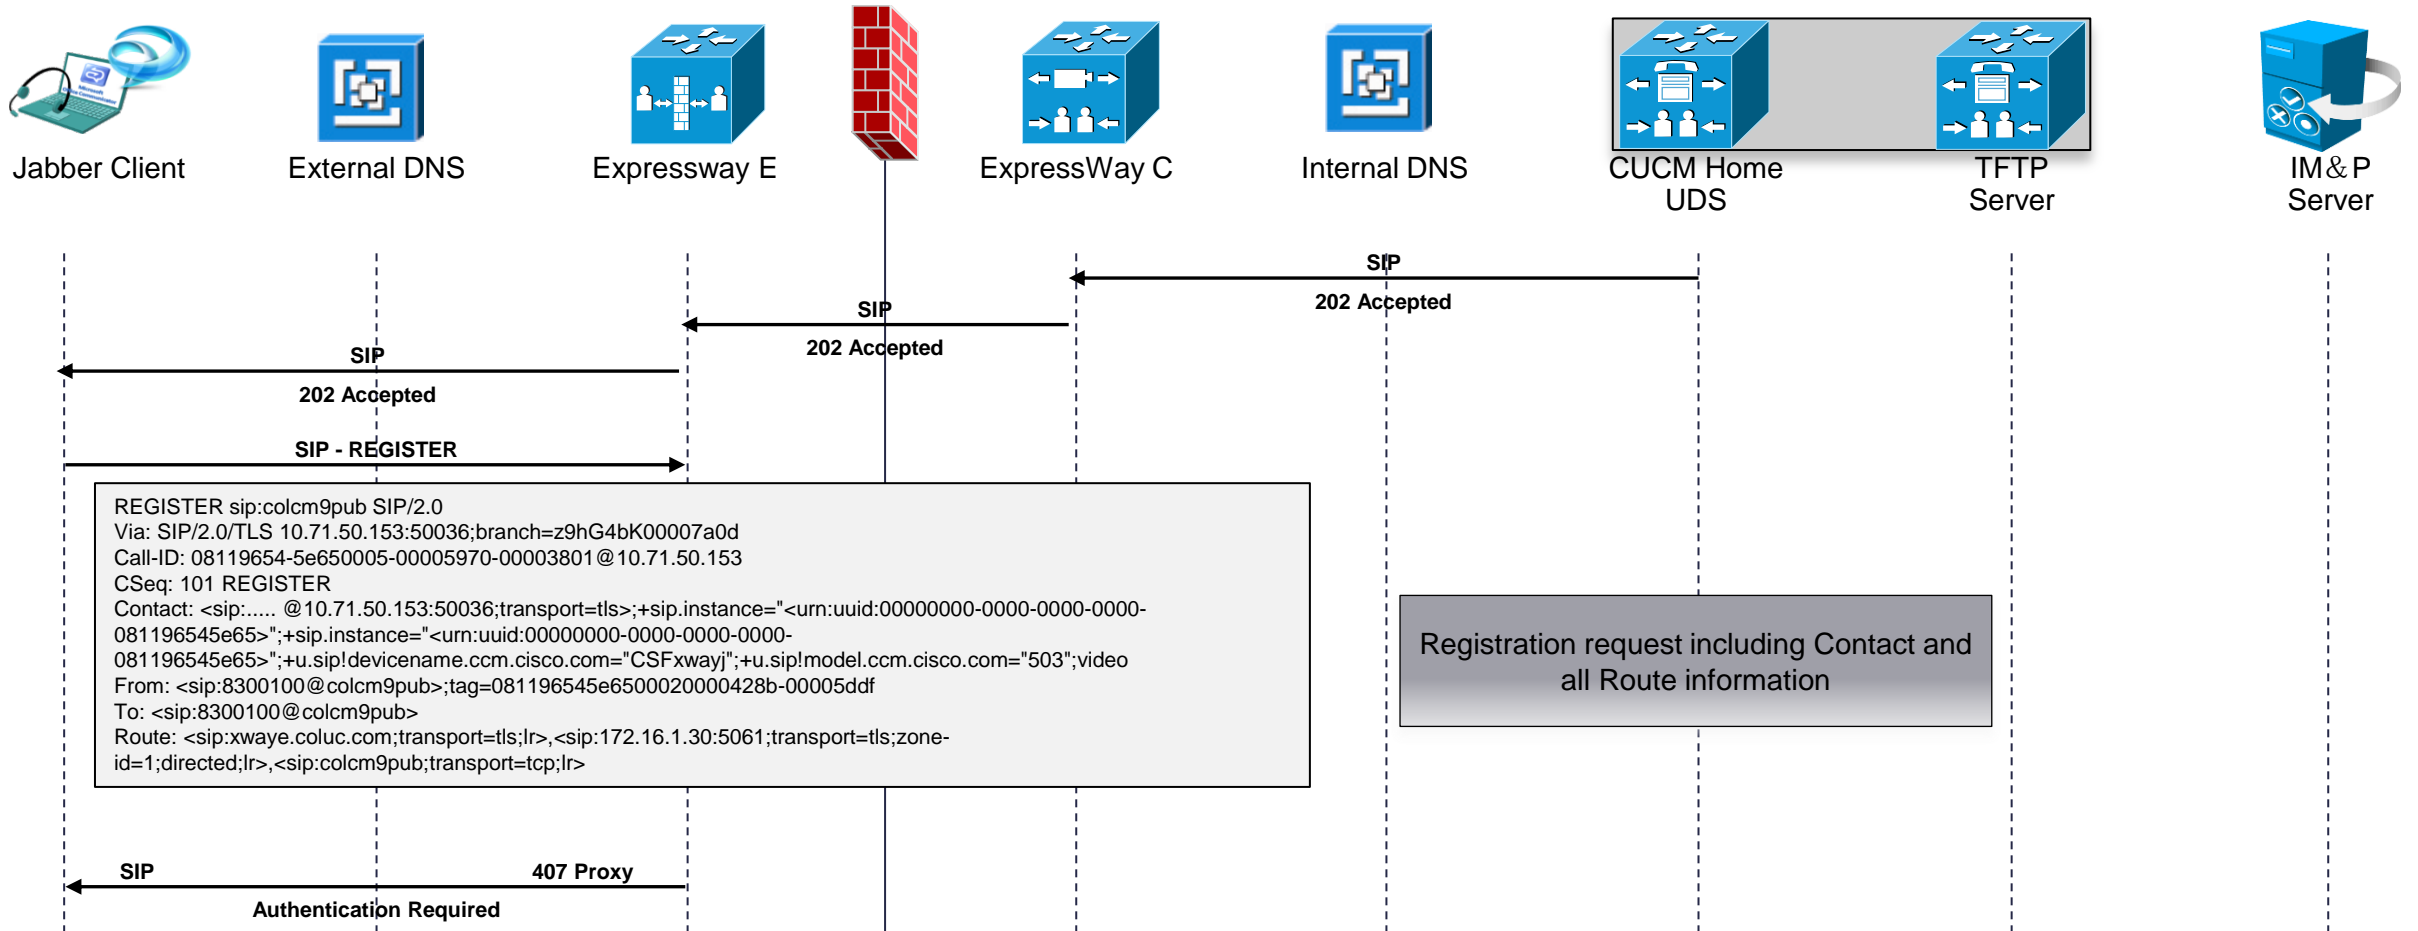 Jabber Client
External DNS
Expressway E
ExpressWay C
Internal DNS
CUCM Home
UDS
TFTP
Server
IM&P
Server
SIP
202 Accepted
SIP
202 Accepted
SIP
202 Accepted
SIP - REGISTER
REGISTER sip:colcm9pub SIP/2.0
Via: SIP/2.0/TLS 10.71.50.153:50036;branch=z9hG4bK00007a0d
Call-ID: 08119654-5e650005-00005970-00003801@10.71.50.153
CSeq: 101 REGISTER
Contact: <sip:..... @10.71.50.153:50036;transport=tls>;+sip.instance="<urn:uuid:00000000-0000-0000-0000-
081196545e65>";+sip.instance="<urn:uuid:00000000-0000-0000-0000-
081196545e65>";+u.sip!devicename.ccm.cisco.com="CSFxwayj";+u.sip!model.ccm.cisco.com="503";video
From: <sip:8300100@colcm9pub>;tag=081196545e6500020000428b-00005ddf
To: <sip:8300100@colcm9pub>
Route: <sip:xwaye.coluc.com;transport=tls;lr>,<sip:172.16.1.30:5061;transport=tls;zone-
id=1;directed;lr>,<sip:colcm9pub;transport=tcp;lr>
Registration request including Contact and
all Route information
SIP 407 Proxy
Authentication Required